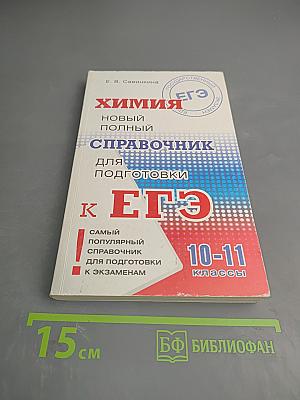 Е. В. Савинкина
ЕГЭ
ХИМИЯ
НОВЫЙ
ПОЛНЫЙ
СПРАВОЧНИК
ДЛЯ
ПОДГОТОВКИ
К ЕГЭ
! САМЫЙ
ПОПУЛЯРНЫЙ
СПРАВОЧНИК
ДЛЯ ПОДГОТОВКИ
К ЭКЗАМЕНАМ
10-11
классы
15 см
БФ БИБЛИОФАН